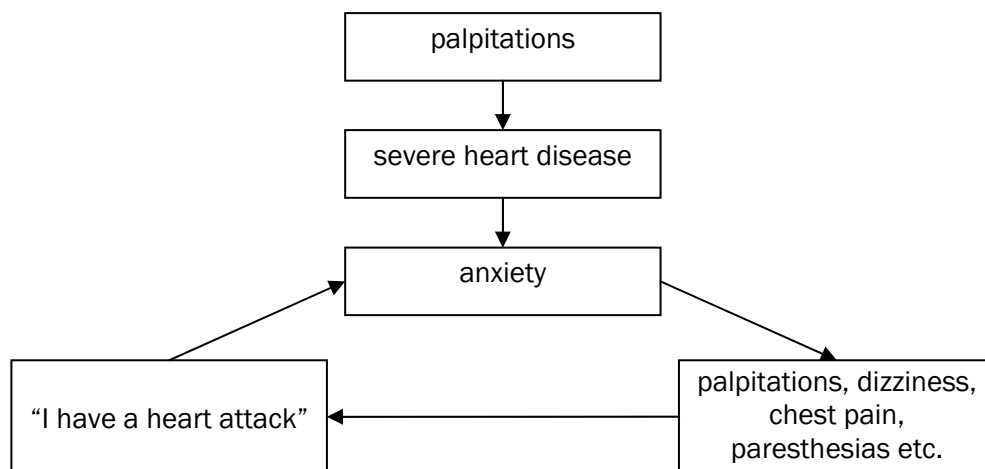 palpitations
severe heart disease
anxiety
“I have a heart attack”
palpitations, dizziness,
chest pain,
paresthesias etc.